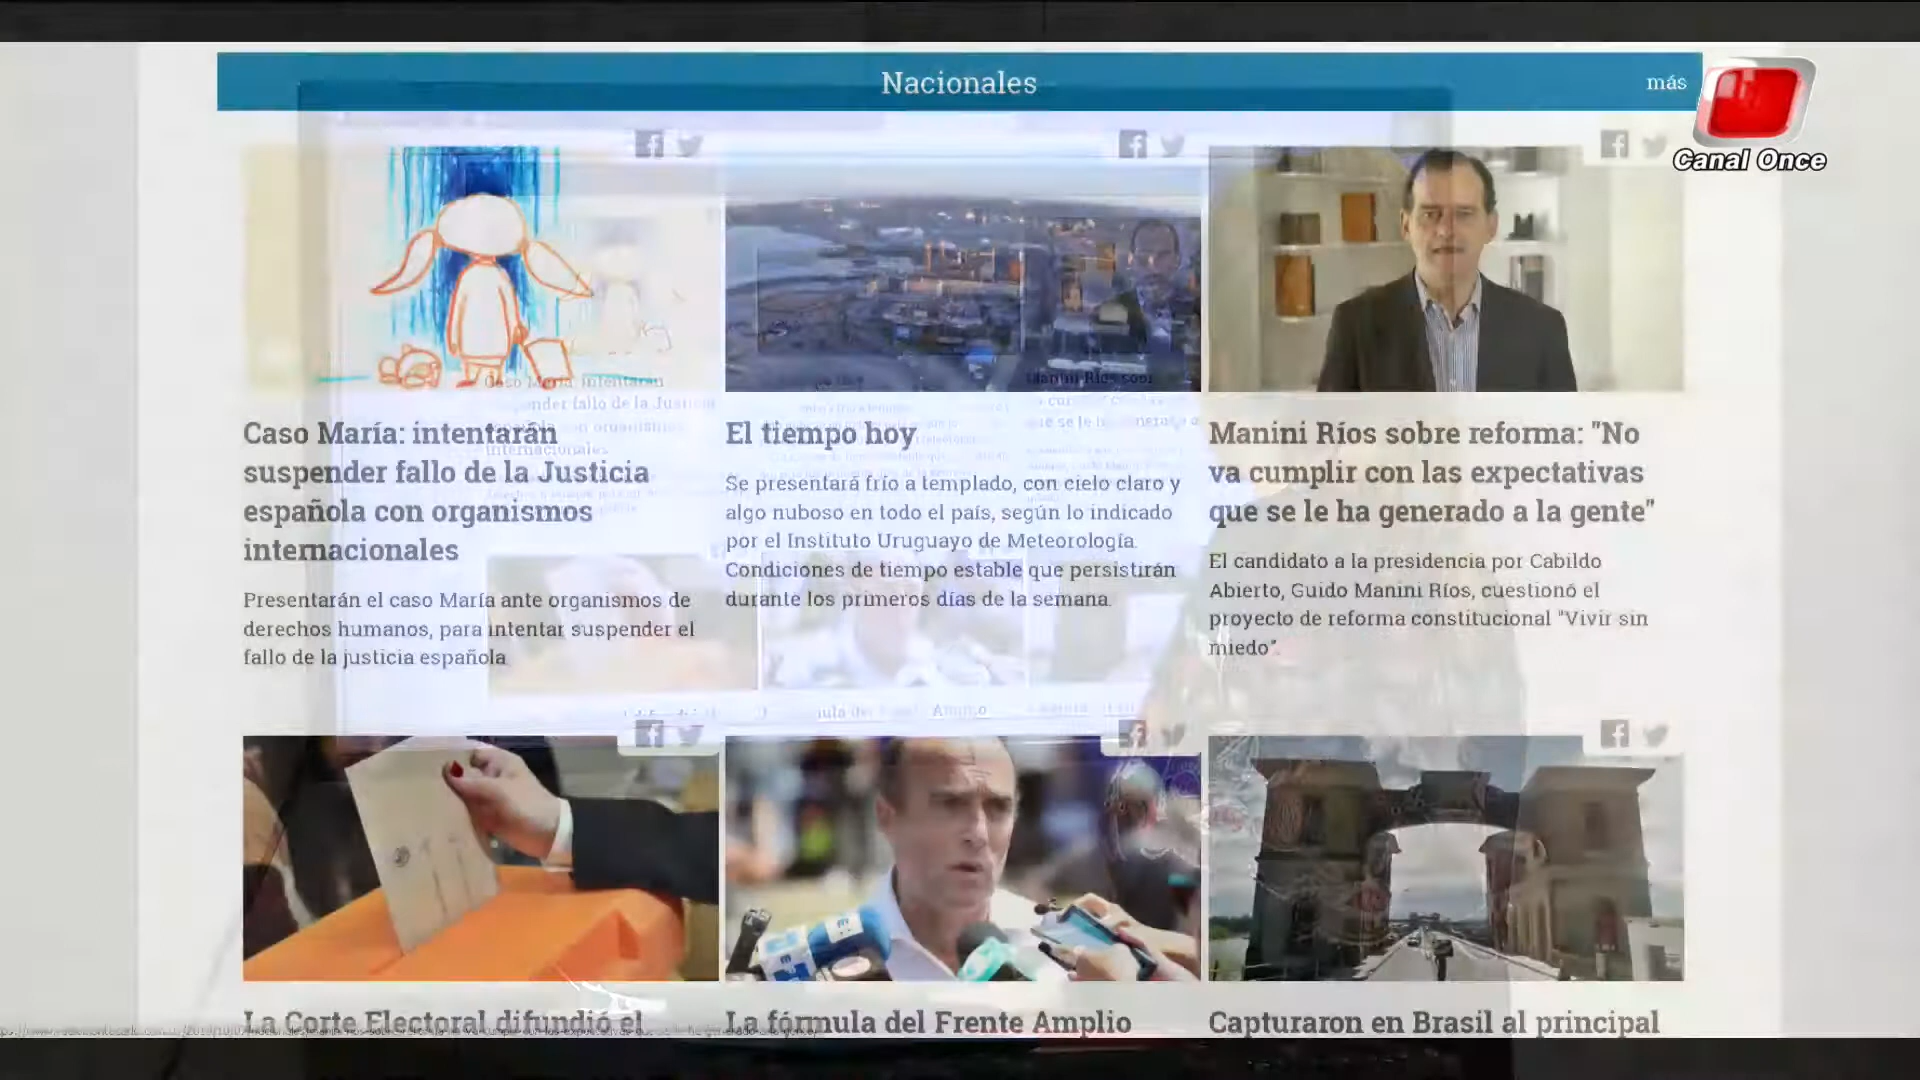 Nacionales
más
Canal Once
Caso María: intentarán
suspender fallo de la Justicia
española con organismos
internacionales
Presentarán el caso María ante organismos de
derechos humanos, para intentar suspender el
fallo de la justicia española
El tiempo hoy
Se presentará frío a templado, con cielo claro y
algo nuboso en todo el país, según lo indicado
por el Instituto Uruguayo de Meteorología.
Condiciones de tiempo estable que persistirán
durante los primeros días de la semana.
Manini Ríos sobre reforma: "No
va cumplir con las expectativas
que se le ha generado a la gente"
El candidato a la presidencia por Cabildo
Abierto, Guido Manini Ríos, cuestionó el
proyecto de reforma constitucional "Vivir sin
miedo".
La Corte Electoral difundió el
La fórmula del Frente Amplio
Capturaron en Brasil al principal